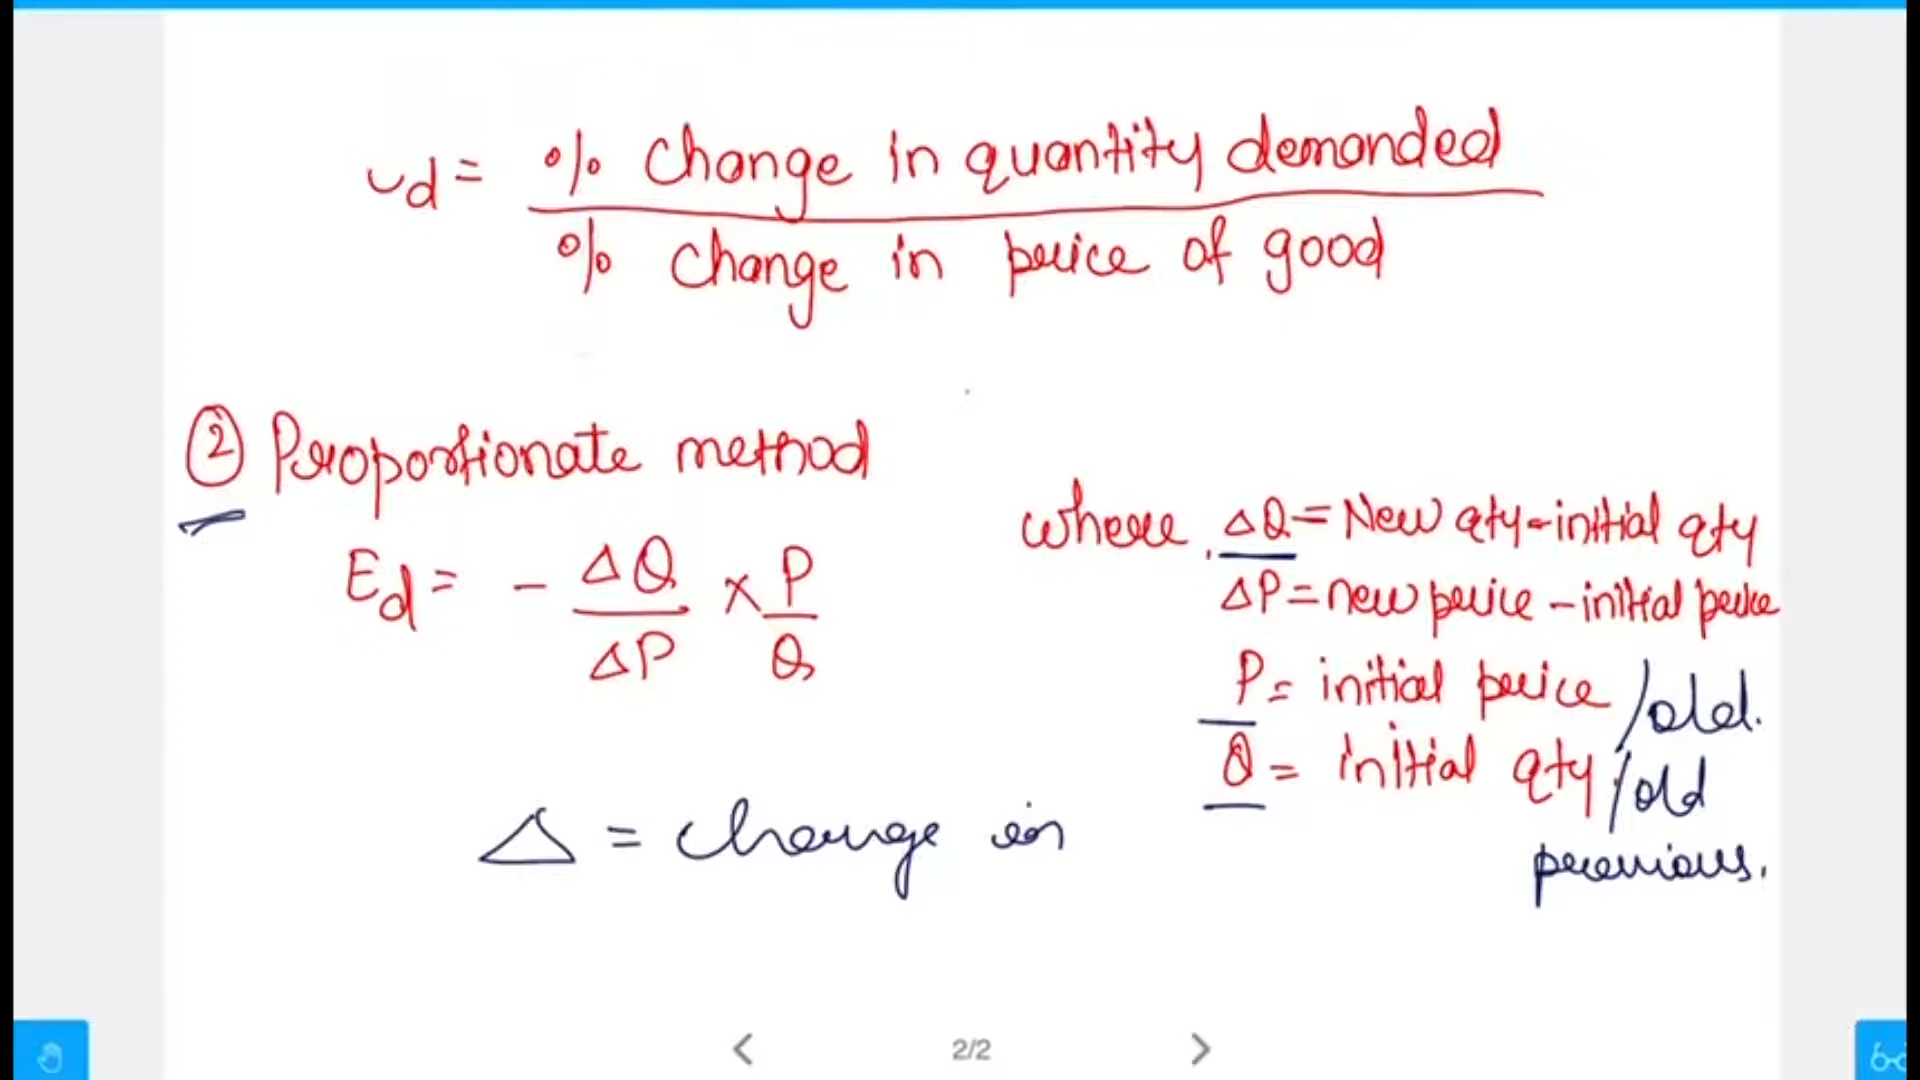 d = % change in quantity demanded
% change in price of good
② Proportionate method
Ed = - ΔQ/ΔP × P/Q
where, ΔQ = New qty - initial qty
ΔP = new price - initial price
P = initial price /old.
Q = initial qty /old
previous.
Δ = change in
2/2